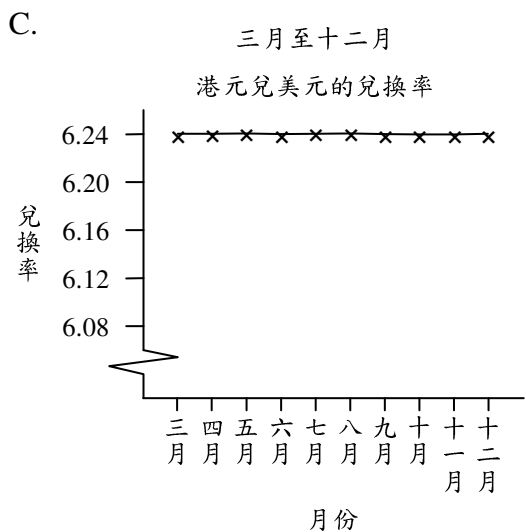 C.
三月至十二月
港元兌美元的兌換率
6.24
6.20
6.16
6.12
6.08
兌換率
三月 四月 五月 六月 七月 八月 九月 十月 十一月 十二月
月份